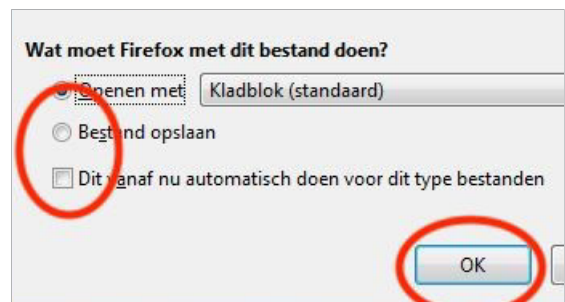 Wat moet Firefox met dit bestand doen?
Openen met Kladblok (standaard)
Bestand opslaan
Dit vanaf nu automatisch doen voor dit type bestanden
OK